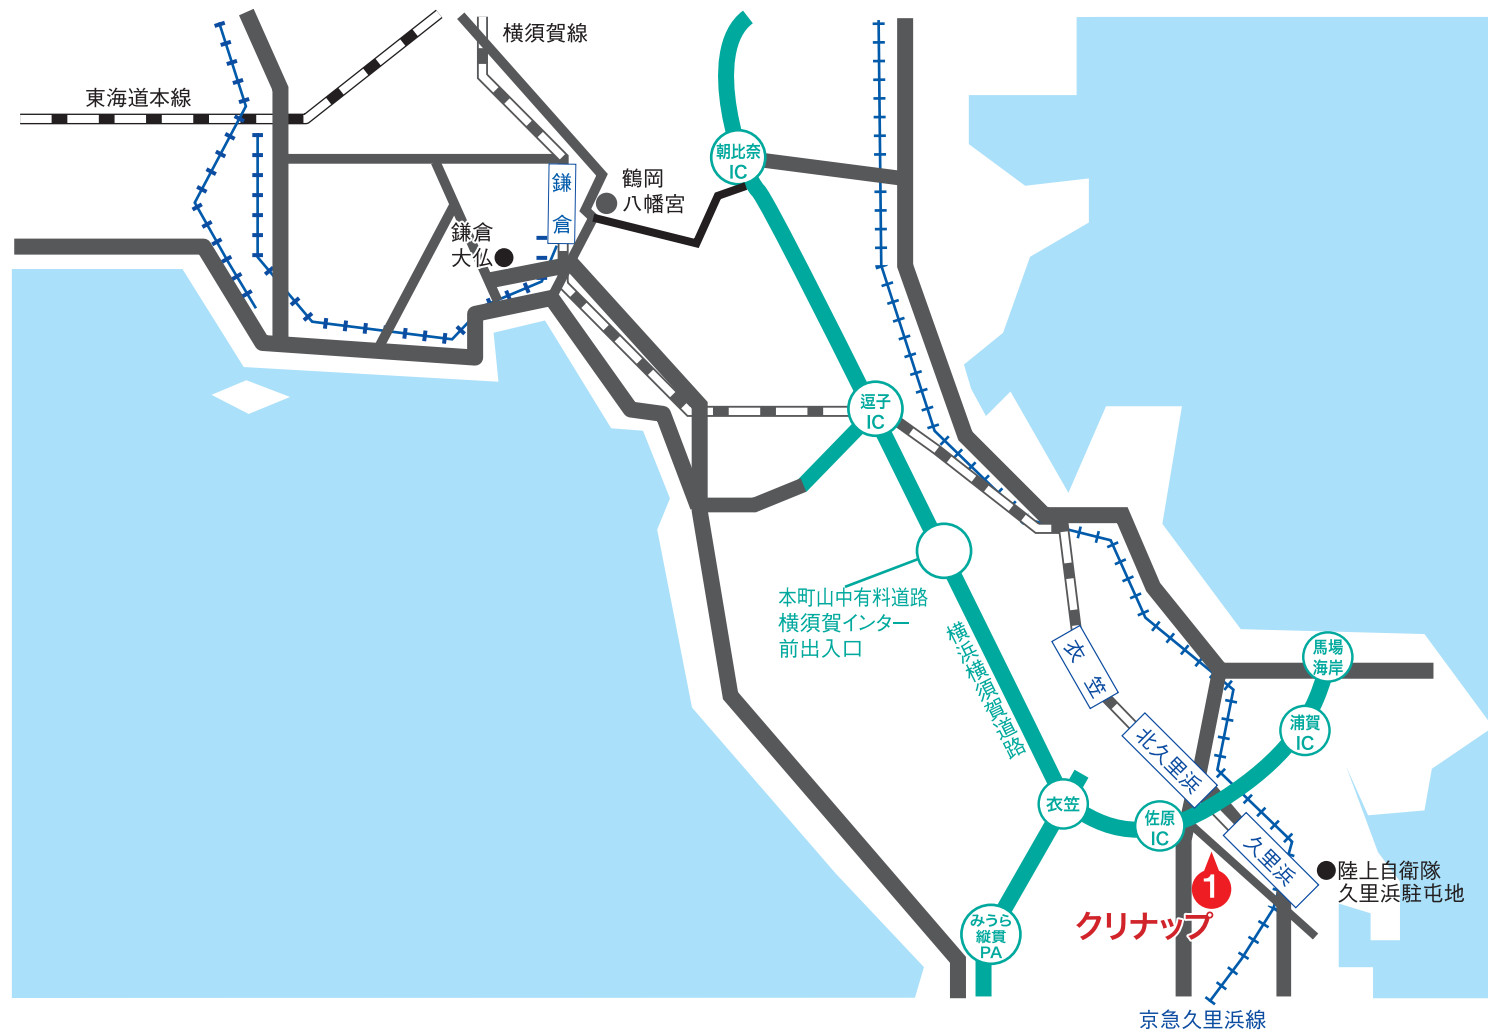 横須賀線
東海道本線
朝比奈
IC
鶴岡
八幡宮
鎌倉
鎌倉
大仏
逗子
IC
本町山中有料道路
横須賀インター
前出入口
横浜横須賀道路
衣笠
馬場
海岸
浦賀
IC
北久里浜
衣笠
佐原
IC
久里浜
陸上自衛隊
久里浜駐屯地
1
クリナップ
みうら
縦貫
PA
京急久里浜線